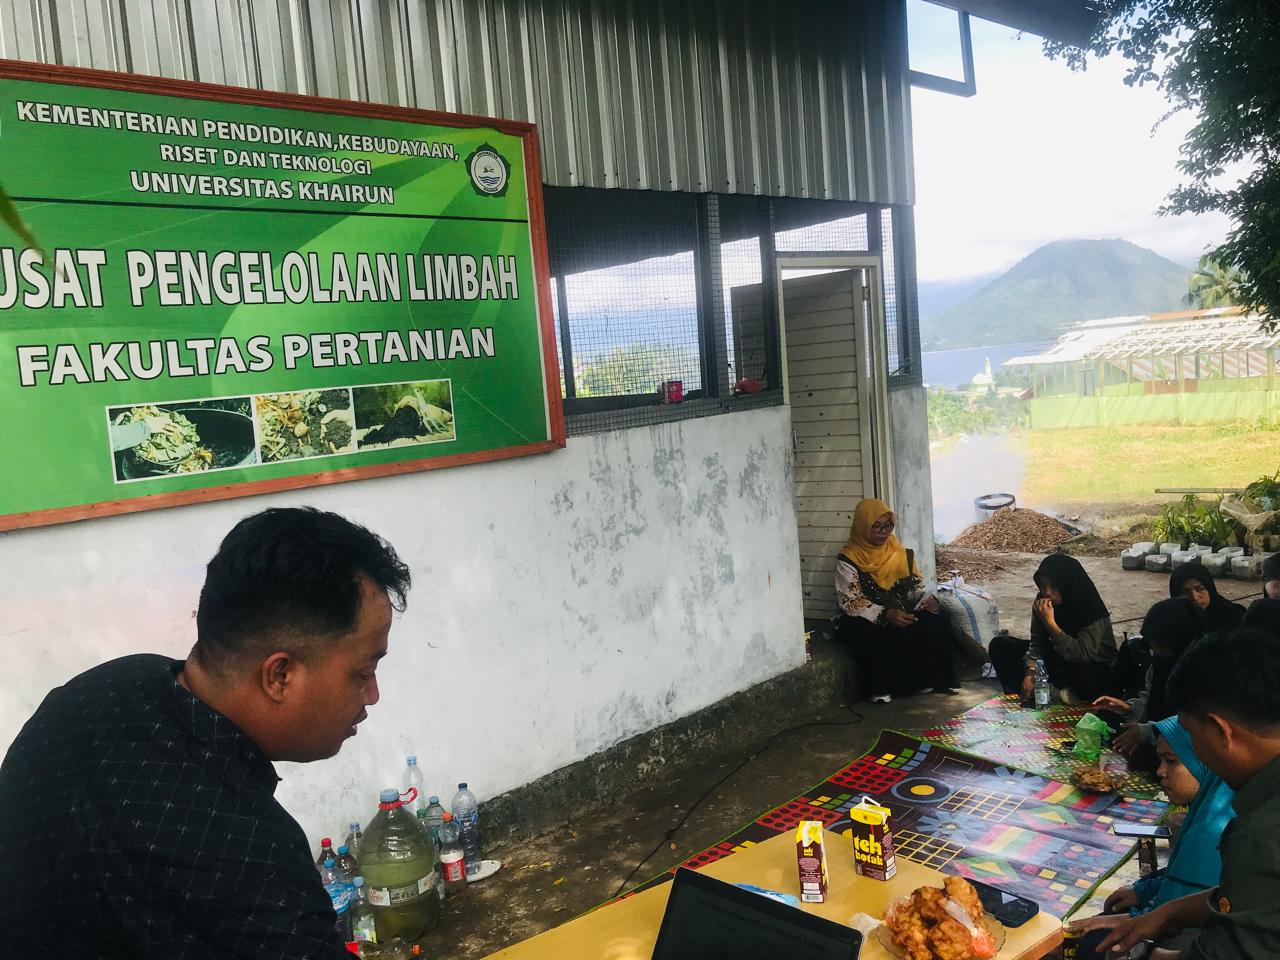 KEMENTERIAN PENDIDIKAN,KEBUDAYAAN,
RISET DAN TEKNOLOGI
UNIVERSITAS KHAIRUN
USAT PENGELOLAAN LIMBAH
FAKULTAS PERTANIAN
teh
kotak